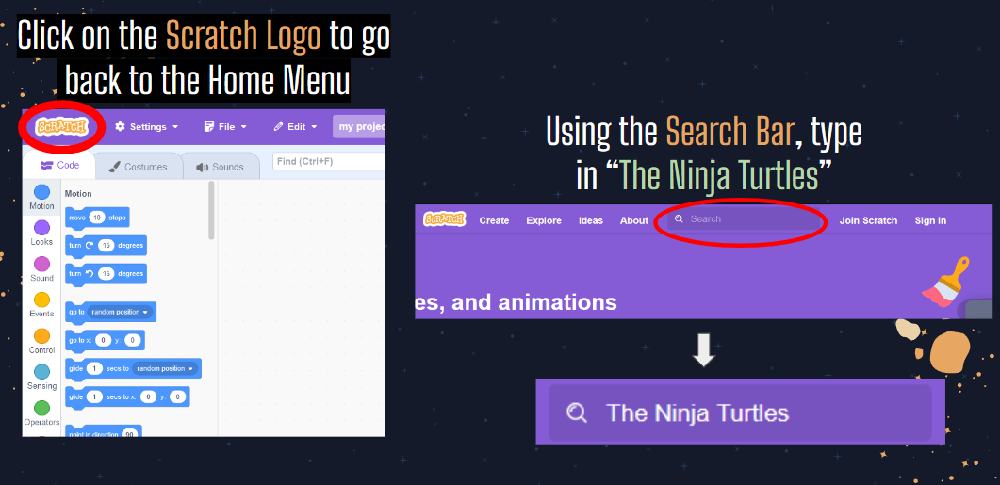 Click on the Scratch Logo to go
back to the Home Menu
SCRATCH
Settings
File
Edit
my projec
Code
Costumes
Sounds
Find (Ctrl+F)
Motion
Looks
Sound
Events
Control
Sensing
Operators
Motion
move 10 steps
turn 15 degrees
turn 15 degrees
go to random position
go to x: 0 y: 0
glide 1 secs to random position
glide 1 secs to x: 0 y: 0
point in direction 90
Using the Search Bar, type
in “The Ninja Turtles”
SCRATCH Create Explore Ideas About Search Join Scratch Sign in
es, and animations
The Ninja Turtles